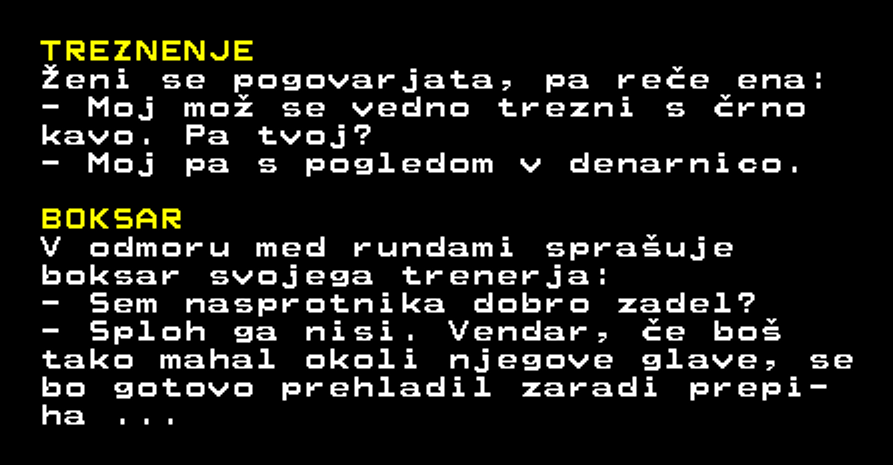 TREZNENJE
Ženi se pogovarjata, pa reče ena:
- Moj mož se vedno trezni s črno
kavo. Pa tvoj?
- Moj pa s pogledom v denarnico.
BOKSAR
V odmoru med rundami sprašuje
boksar svojega trenerja:
- Sem nasprotnika dobro zadel?
- Sploh ga nisi. Vendar, če boš
tako mahal okoli njegove glave, se
bo gotovo prehladil zaradi prepi-
ha ...